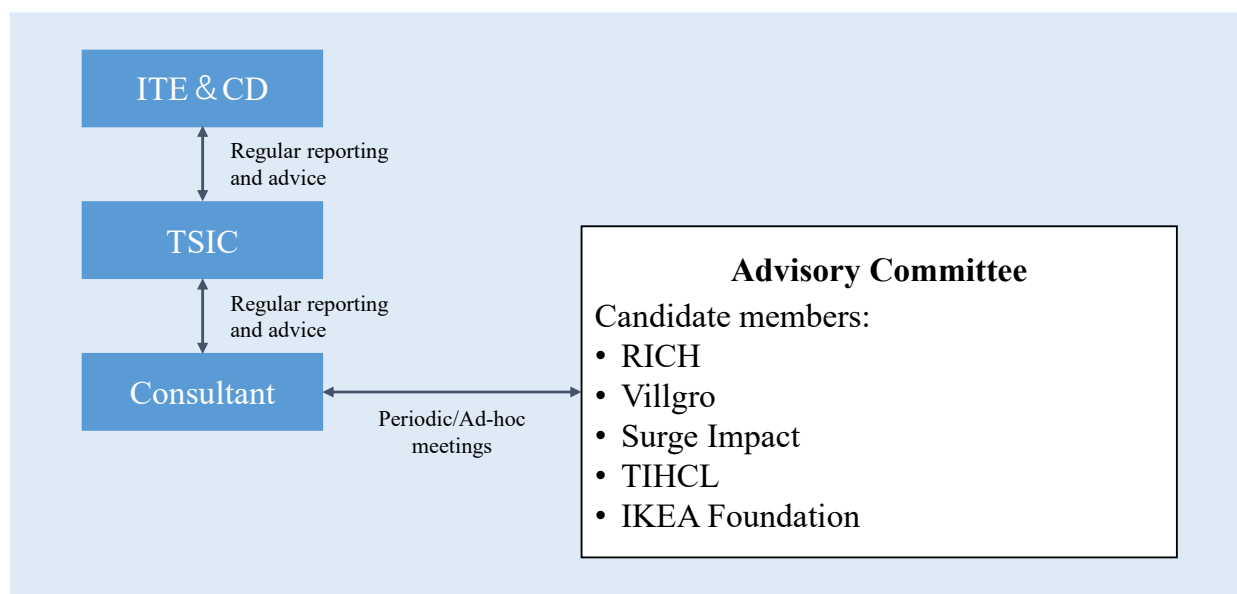 ITE＆CD
Regular reporting
and advice
TSIC
Regular reporting
and advice
Consultant
Periodic/Ad-hoc
meetings
Advisory Committee
Candidate members:
• RICH
• Villgro
• Surge Impact
• TIHCL
• IKEA Foundation